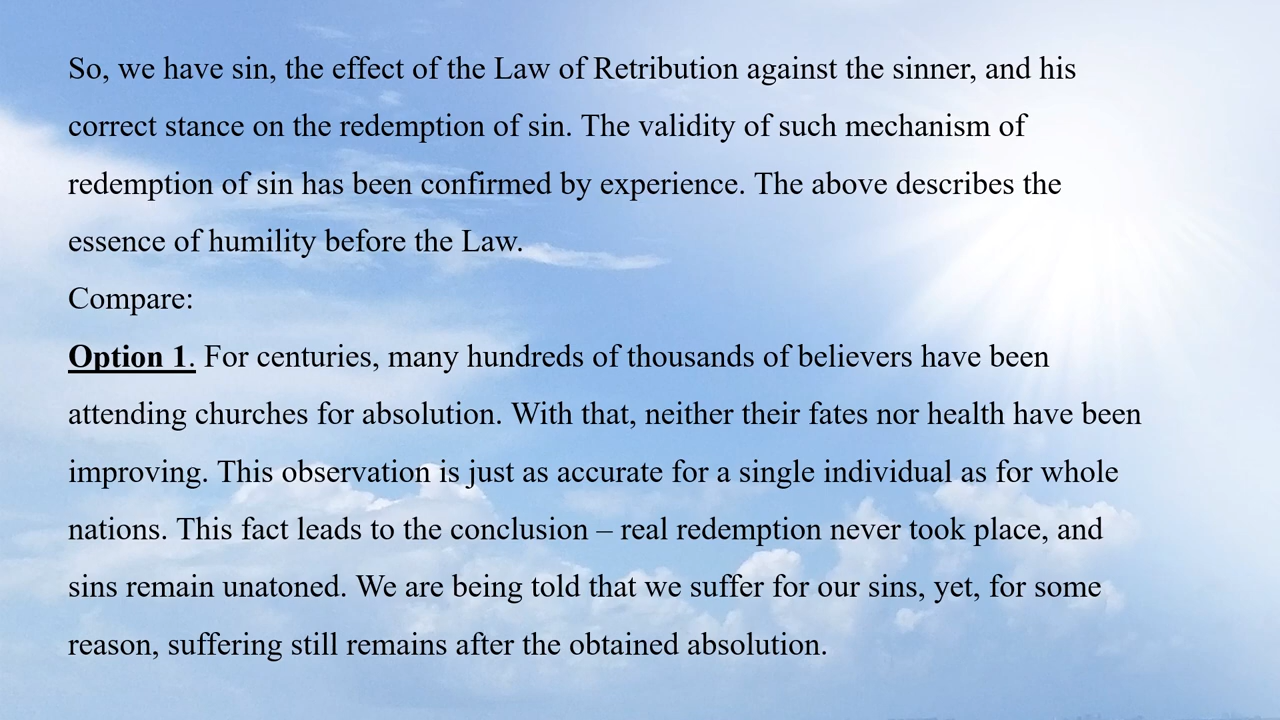 So, we have sin, the effect of the Law of Retribution against the sinner, and his
correct stance on the redemption of sin. The validity of such mechanism of
redemption of sin has been confirmed by experience. The above describes the
essence of humility before the Law.
Compare:
Option 1. For centuries, many hundreds of thousands of believers have been
attending churches for absolution. With that, neither their fates nor health have been
improving. This observation is just as accurate for a single individual as for whole
nations. This fact leads to the conclusion – real redemption never took place, and
sins remain unatoned. We are being told that we suffer for our sins, yet, for some
reason, suffering still remains after the obtained absolution.